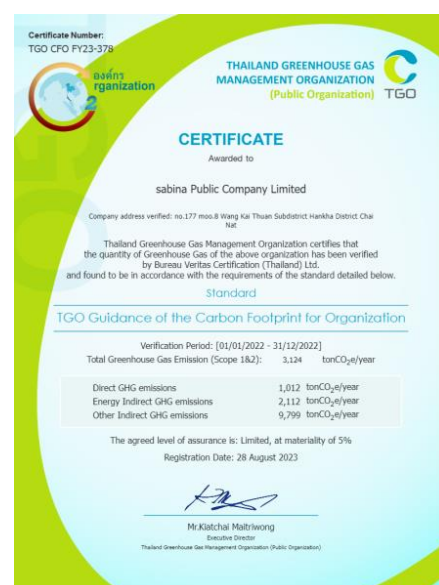 Certificate Number:
TGO CFO FY23-378
องค์กร
rganization
2
THAILAND GREENHOUSE GAS
MANAGEMENT ORGANIZATION
(Public Organization)
TGO
CERTIFICATE
Awarded to
sabina Public Company Limited
Company address verified: no.177 moo.8 Wang Kai Thuan Subdistrict Hankha District Chai
Nat
Thailand Greenhouse Gas Management Organization certifies that
the quantity of Greenhouse Gas of the above organization has been verified
by Bureau Veritas Certification (Thailand) Ltd.
and found to be in accordance with the requirements of the standard detailed below.
Standard
TGO Guidance of the Carbon Footprint for Organization
Verification Period: [01/01/2022 - 31/12/2022]
Total Greenhouse Gas Emission (Scope 1&2): 3,124 tonCO₂e/year
Direct GHG emissions 1,012 tonCO₂e/year
Energy Indirect GHG emissions 2,112 tonCO₂e/year
Other Indirect GHG emissions 9,799 tonCO₂e/year
The agreed level of assurance is: Limited, at materiality of 5%
Registration Date: 28 August 2023
Mr.Kiatchai Maitriwong
Executive Director
Thailand Greenhouse Gas Management Organization (Public Organization)